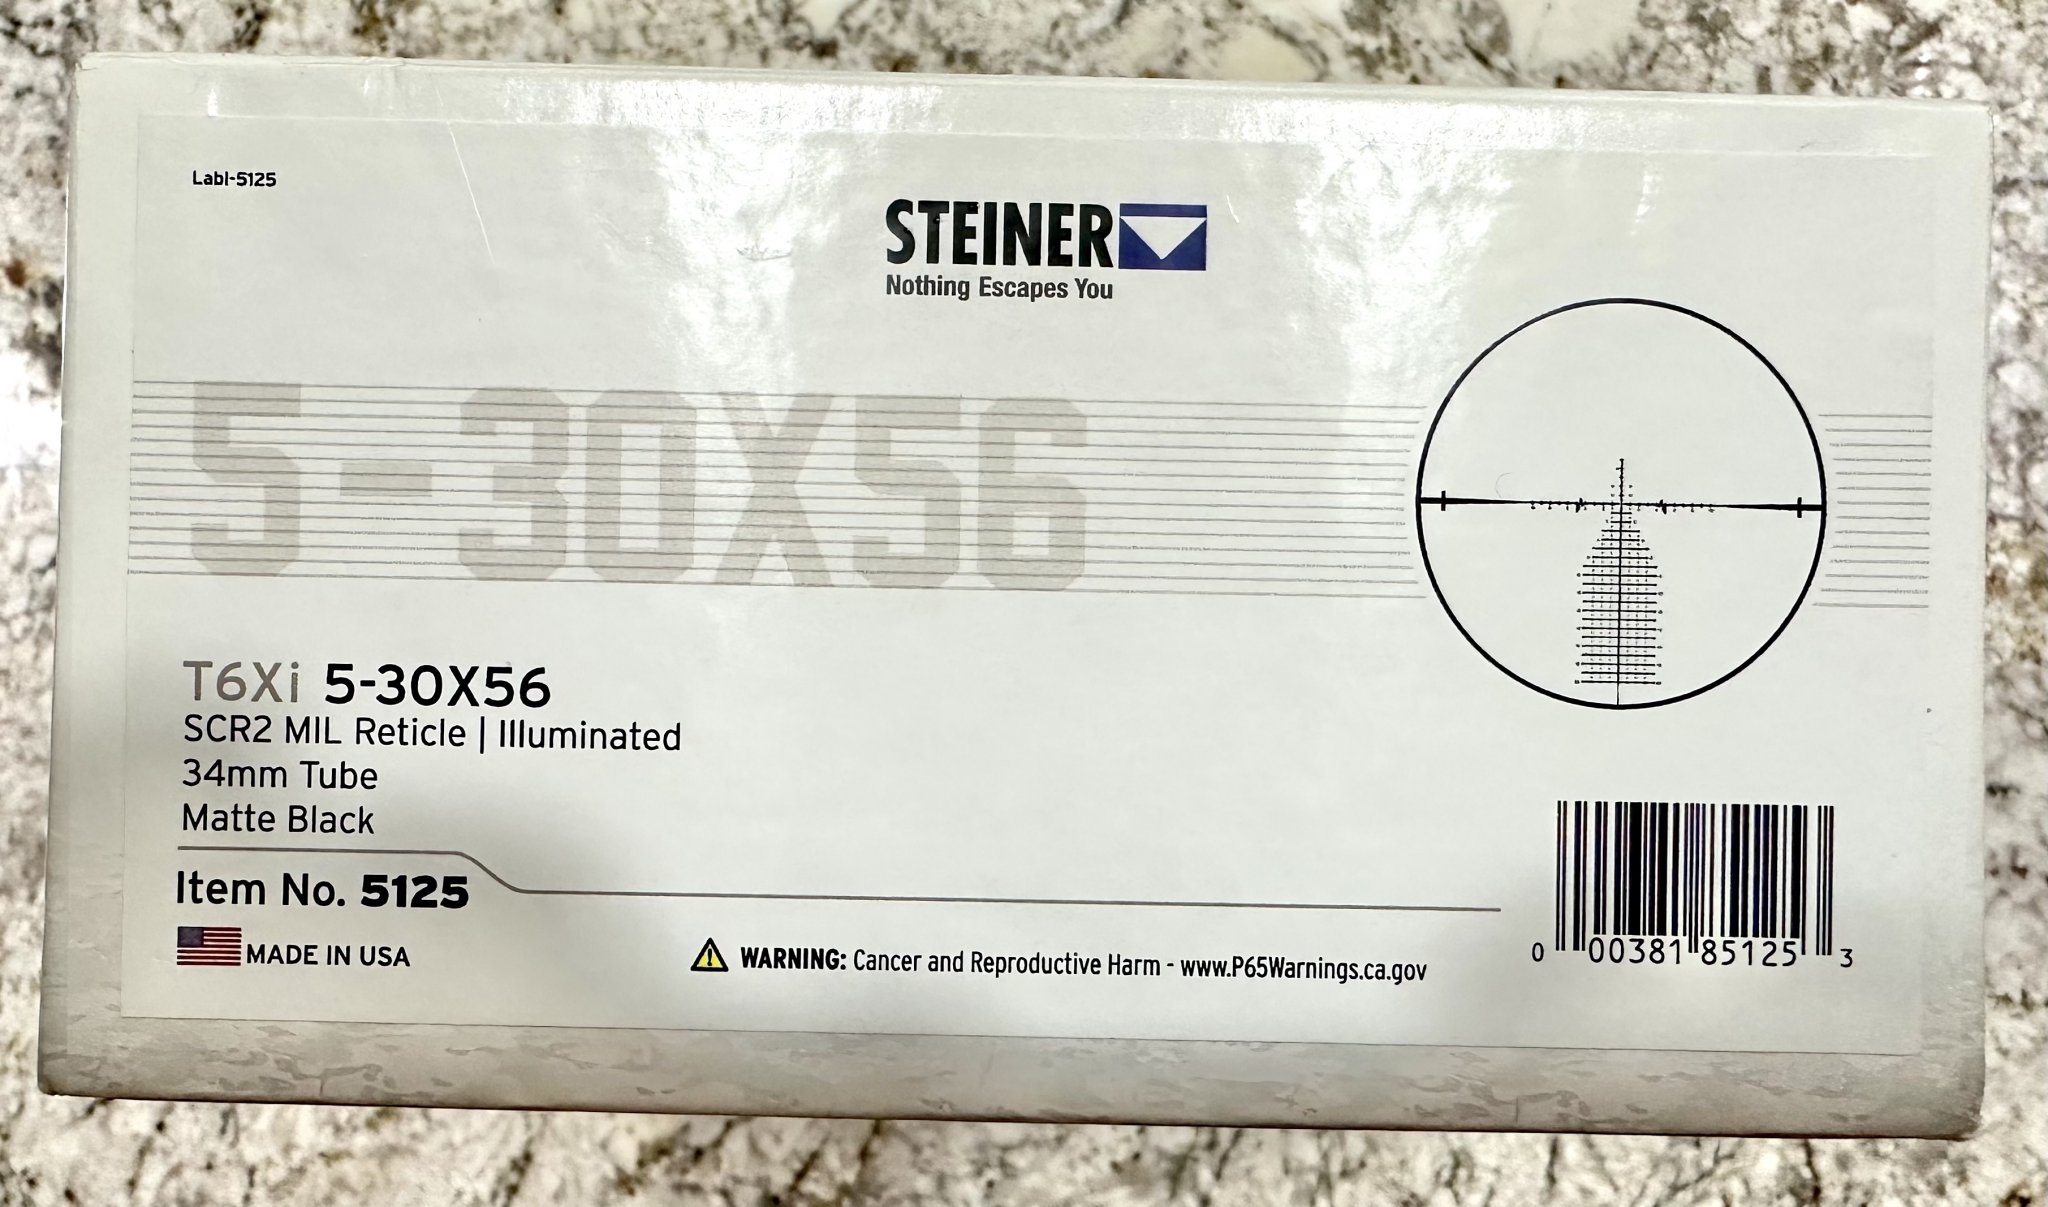 Labl-5125
STEINER
Nothing Escapes You
5-30X56
T6Xi 5-30X56
SCR2 MIL Reticle | Illuminated
34mm Tube
Matte Black
Item No. 5125
MADE IN USA
WARNING: Cancer and Reproductive Harm - www.P65Warnings.ca.gov
0 00381 85125 3